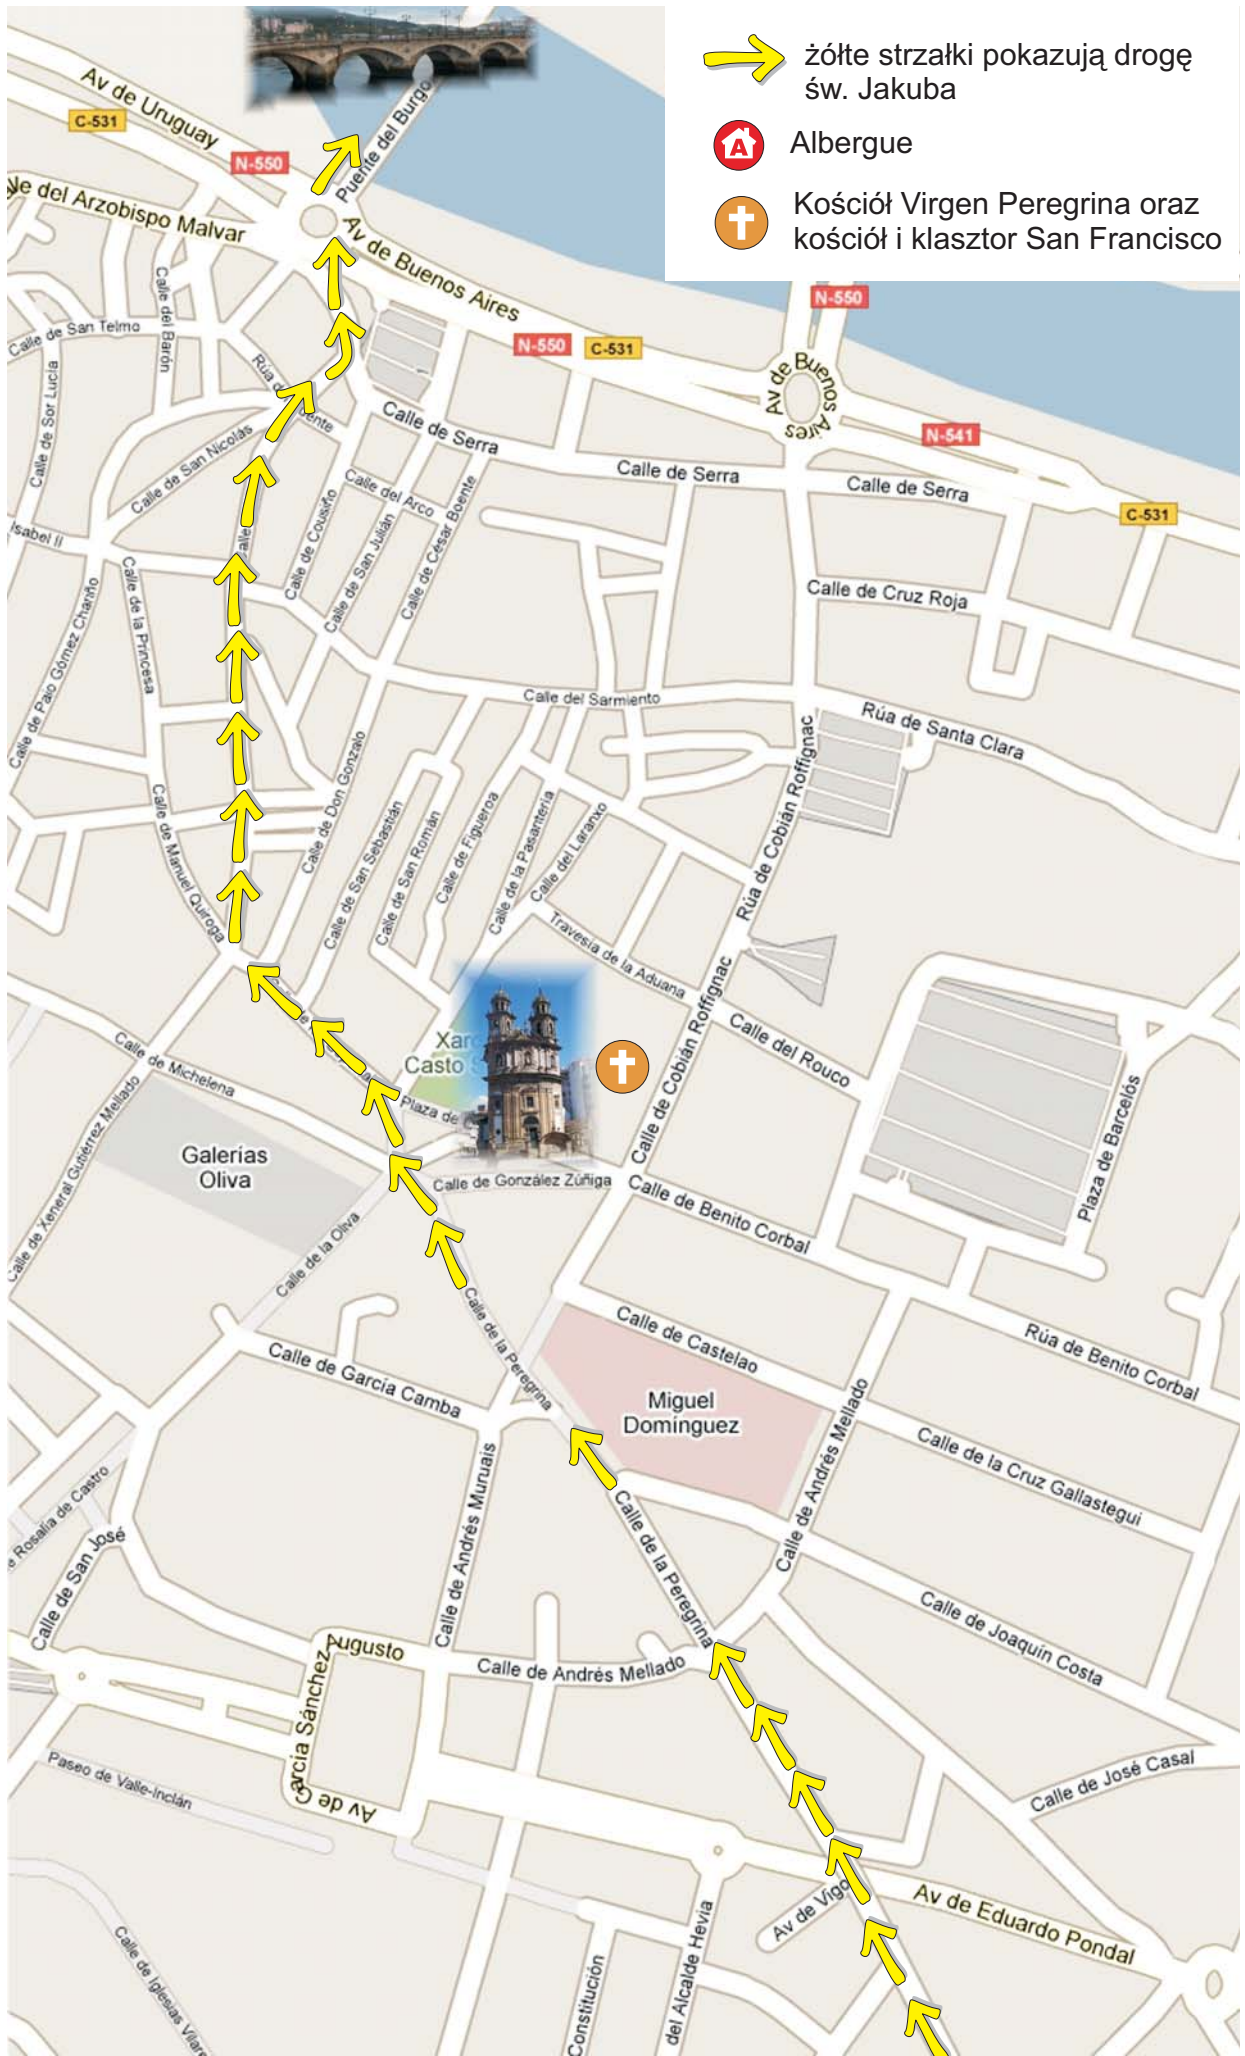 żółte strzałki pokazują drogę
św. Jakuba
A
Albergue
Kościół Virgen Peregrina oraz
kościół i klasztor San Francisco
Av de Uruguay
C-531
N-550
Puente del Burgo
del Arzobispo Malvar
Av de Buenos Aires
N-550
N-550
C-531
Calle del Barón
Calle de San Telmo
Calle de Sor Lucía
Av de Buenos
Aires
N-541
Calle de Serra
Calle de San Nicolás
Calle de Serra
Calle de Serra
C-531
Calle del Arco
Isabel II
Calle
Calle de Cousiño
Calle de San Julián
Calle de César Boente
Calle de la Princesa
Calle de Paio Gómez Chariño
Calle de Cruz Roja
Calle del Sarmiento
Rúa de Santa Clara
Rúa de Cobián Roffignac
Calle de Don Gonzalo
Calle de Manuel Quiroga
Calle de San Sebastián
Calle de San Román
Calle de Figueroa
Calle de la Pasantería
Calle del Laranxo
Travesía de la Aduana
Calle de Cobián Roffignac
Calle del Rouco
Calle de Michelena
Casto
Plaza de
Plaza de Barcelós
Calle de Xeneral Gutiérrez Mellado
Galerías
Oliva
Calle de González Zúñiga
Calle de Benito Corbal
Calle de la Oliva
Calle de la Peregrina
Calle de Castelao
Rúa de Benito Corbal
Calle de García Camba
Miguel
Domínguez
Calle de Andrés Mellado
Calle de la Cruz Gallastegui
Calle de Andrés Muruais
de Rosalía de Castro
Calle de San José
Calle de la Peregrina
Calle de Joaquín Costa
Augusto
García Sánchez
Av de
Calle de Andrés Mellado
Paseo de Valle-Inclán
Calle de José Casal
Av de Vigo
Av de Eduardo Pondal
del Alcalde Hevia
Constitución
Calle de Iglesias Vilare